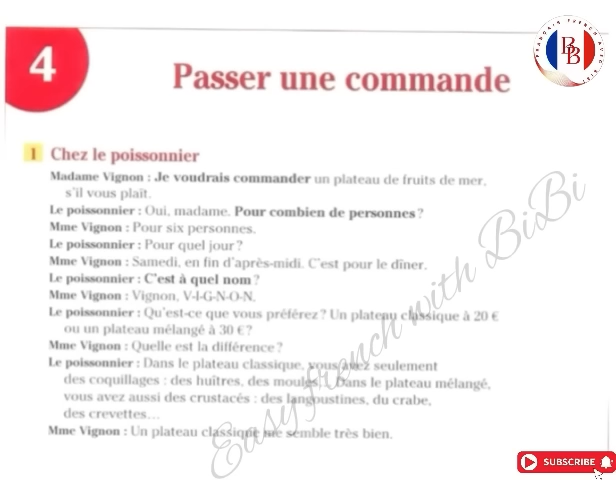 4
Passer une commande
FRANÇAIS FRENCH
BB
1 Chez le poissonnier
Madame Vignon : Je voudrais commander un plateau de fruits de mer,
s'il vous plaît.
Le poissonnier : Oui, madame. Pour combien de personnes ?
Mme Vignon : Pour six personnes.
Le poissonnier : Pour quel jour ?
Mme Vignon : Samedi, en fin d'après-midi. C'est pour le dîner.
Le poissonnier : C'est à quel nom ?
Mme Vignon : Vignon, V-I-G-N-O-N.
Le poissonnier : Qu'est-ce que vous préférez ? Un plateau classique à 20 €
ou un plateau mélangé à 30 € ?
Mme Vignon : Quelle est la différence ?
Le poissonnier : Dans le plateau classique, vous avez seulement
des coquillages : des huîtres, des moules... Dans le plateau mélangé,
vous avez aussi des crustacés : des langoustines, du crabe,
des crevettes...
Mme Vignon : Un plateau classique me semble très bien.
Easy french with BiBi
SUBSCRIBE